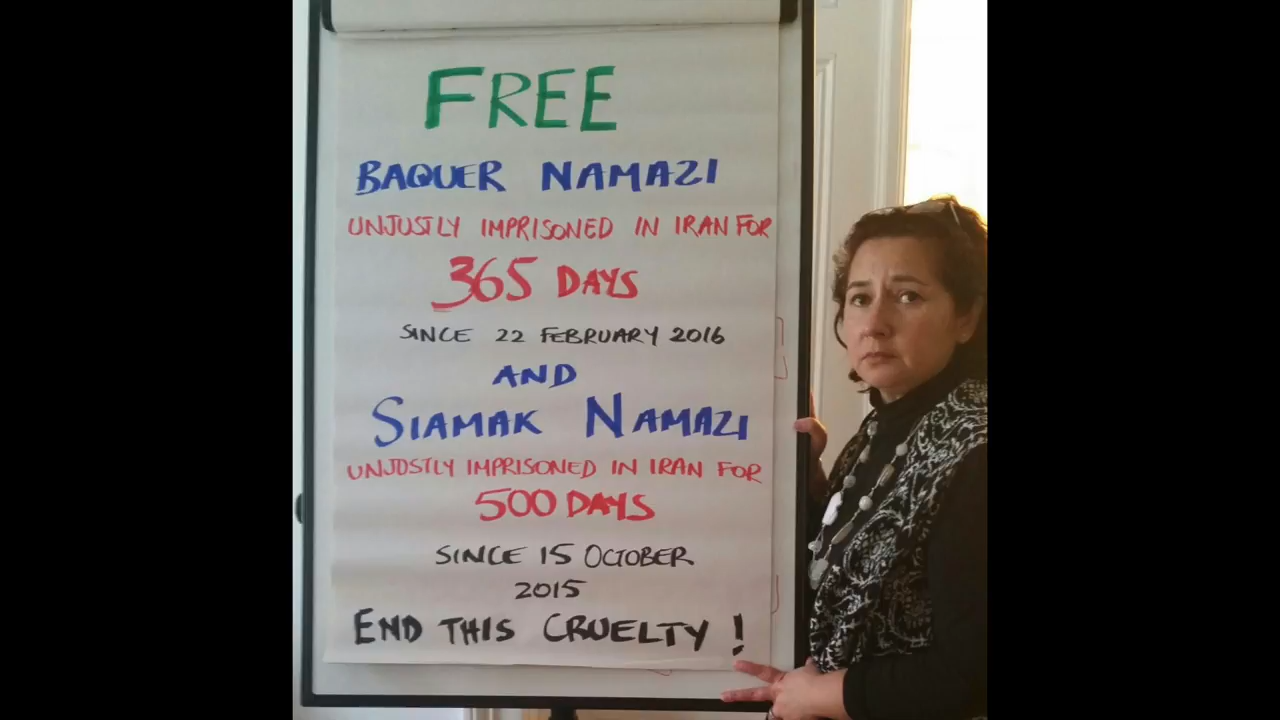 FREE
BAQUER NAMAZI
UNJUSTLY IMPRISONED IN IRAN FOR
365 DAYS
SINCE 22 FEBRUARY 2016
AND
SIAMAK NAMAZI
UNJUSTLY IMPRISONED IN IRAN FOR
500 DAYS
SINCE 15 OCTOBER
2015
END THIS CRUELTY !